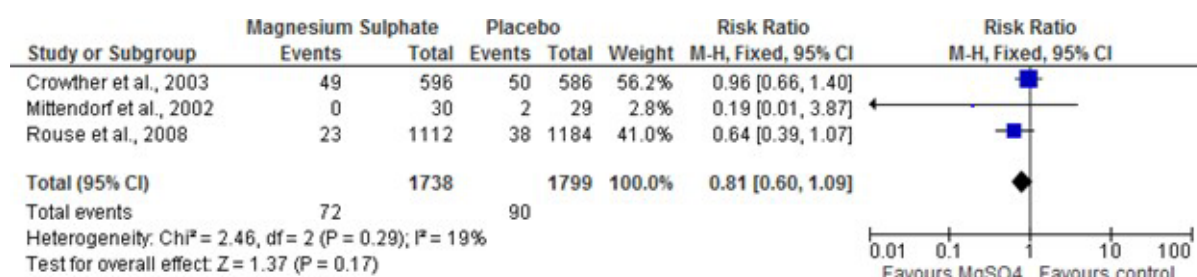 Magnesium Sulphate Placebo Risk Ratio Risk Ratio
Study or Subgroup Events Total Events Total Weight M-H, Fixed, 95% CI M-H, Fixed, 95% CI
Crowther et al., 2003 49 596 50 586 56.2% 0.96 [0.66, 1.40]
Mittendorf et al., 2002 0 30 2 29 2.8% 0.19 [0.01, 3.87]
Rouse et al., 2008 23 1112 38 1184 41.0% 0.64 [0.39, 1.07]
Total (95% CI) 1738 1799 100.0% 0.81 [0.60, 1.09]
Total events 72 90
Heterogeneity: Chi² = 2.46, df = 2 (P = 0.29); I² = 19%
Test for overall effect: Z = 1.37 (P = 0.17)
0.01 0.1 1 10 100
Favours MgSO4 Favours control